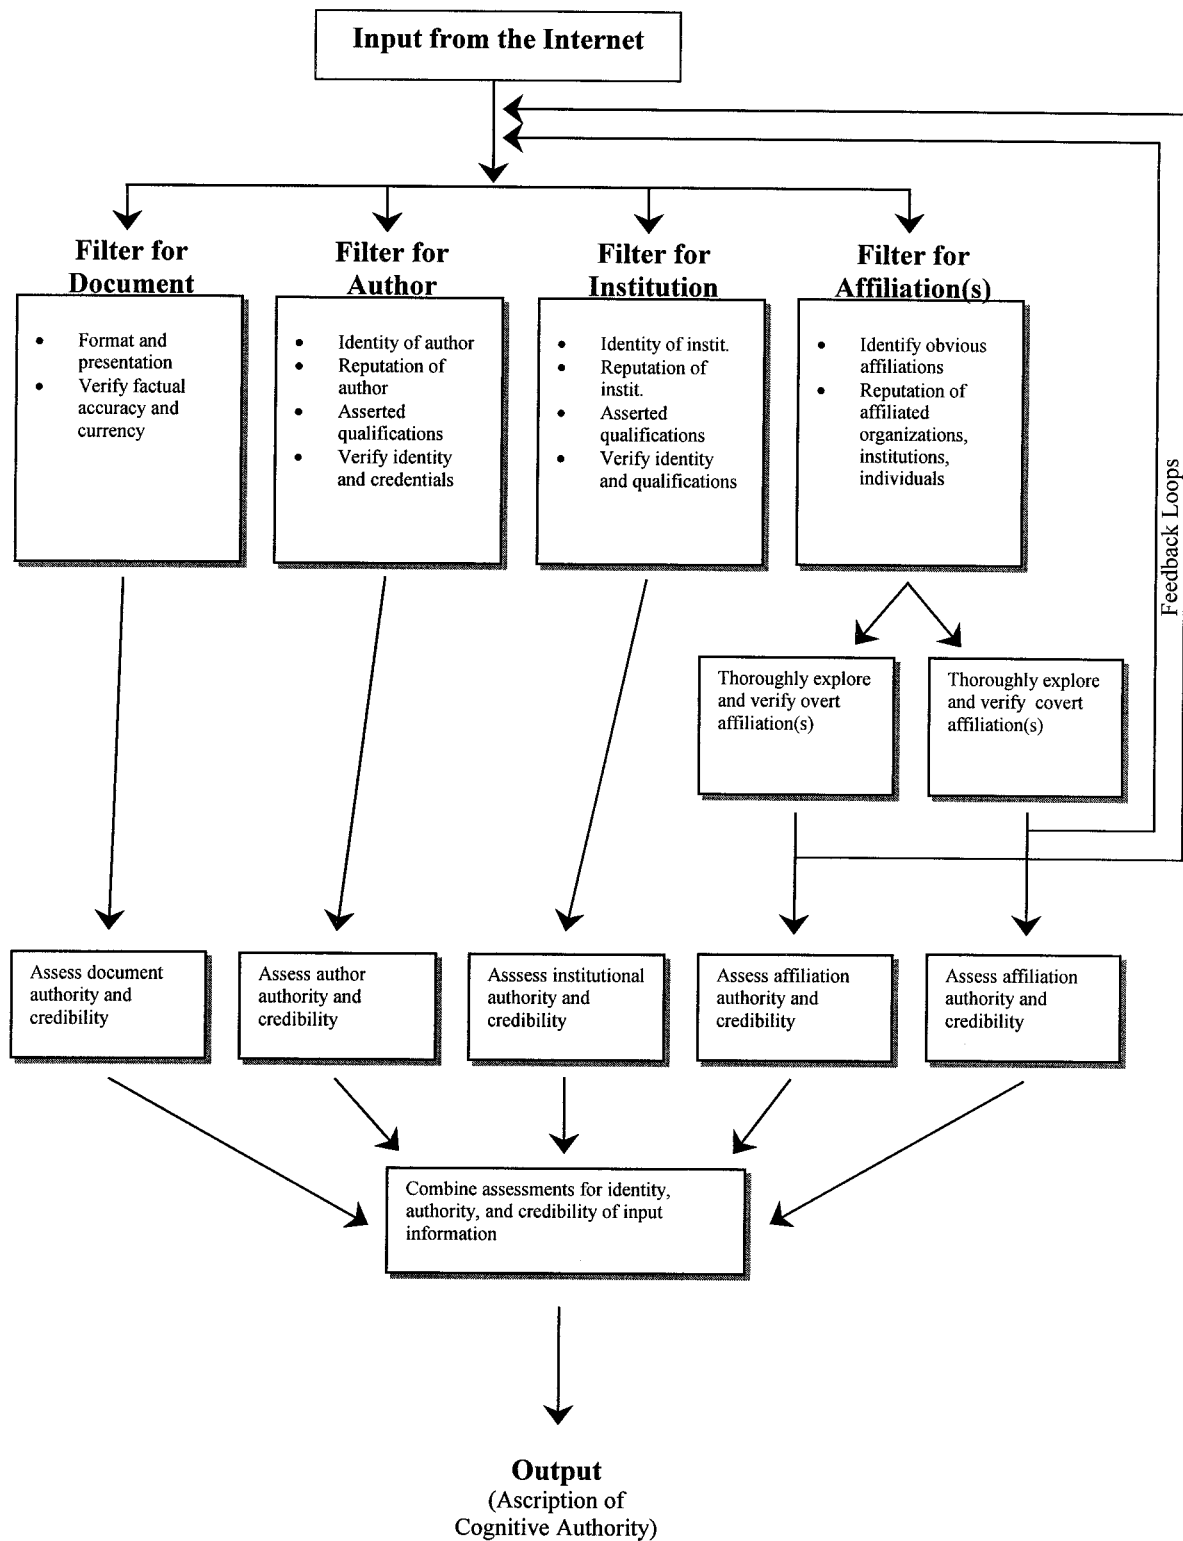 Input from the Internet
Filter for
Document
• Format and
presentation
• Verify factual
accuracy and
currency
Filter for
Author
• Identity of author
• Reputation of
author
• Asserted
qualifications
• Verify identity
and credentials
Filter for
Institution
• Identity of instit.
• Reputation of
instit.
• Asserted
qualifications
• Verify identity
and qualifications
Filter for
Affiliation(s)
• Identify obvious
affiliations
• Reputation of
affiliated
organizations,
institutions,
individuals
Feedback Loops
Thoroughly explore
and verify overt
affiliation(s)
Thoroughly explore
and verify covert
affiliation(s)
Assess document
authority and
credibility
Assess author
authority and
credibility
Asssess institutional
authority and
credibility
Assess affiliation
authority and
credibility
Assess affiliation
authority and
credibility
Combine assessments for identity,
authority, and credibility of input
information
Output
(Ascription of
Cognitive Authority)